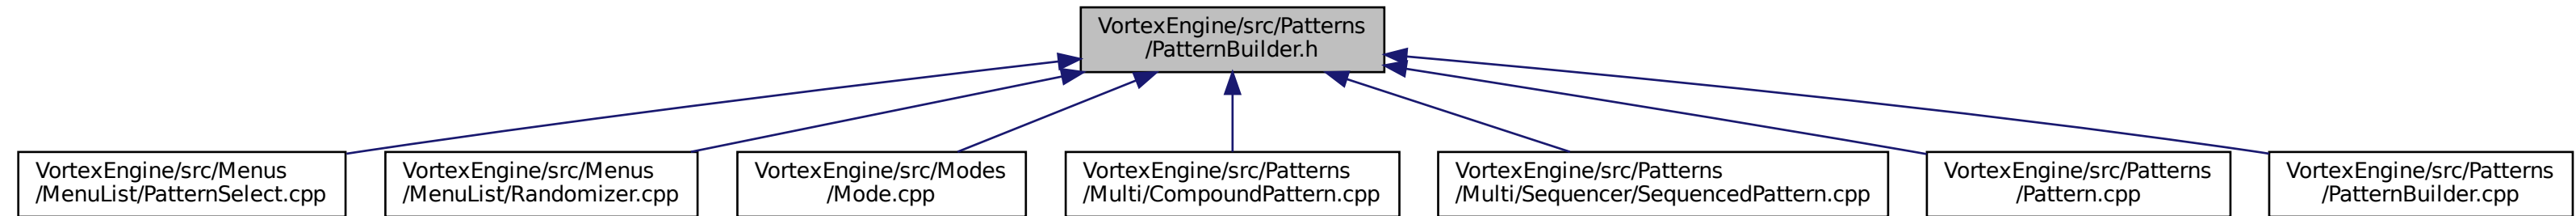 VortexEngine/src/Patterns
/PatternBuilder.h
VortexEngine/src/Menus
/MenuList/PatternSelect.cpp
VortexEngine/src/Menus
/MenuList/Randomizer.cpp
VortexEngine/src/Modes
/Mode.cpp
VortexEngine/src/Patterns
/Multi/CompoundPattern.cpp
VortexEngine/src/Patterns
/Multi/Sequencer/SequencedPattern.cpp
VortexEngine/src/Patterns
/Pattern.cpp
VortexEngine/src/Patterns
/PatternBuilder.cpp